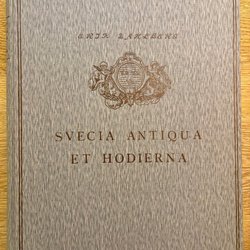 ERIK DAHLBERG
SVECIA ANTIQUA
ET HODIERNA